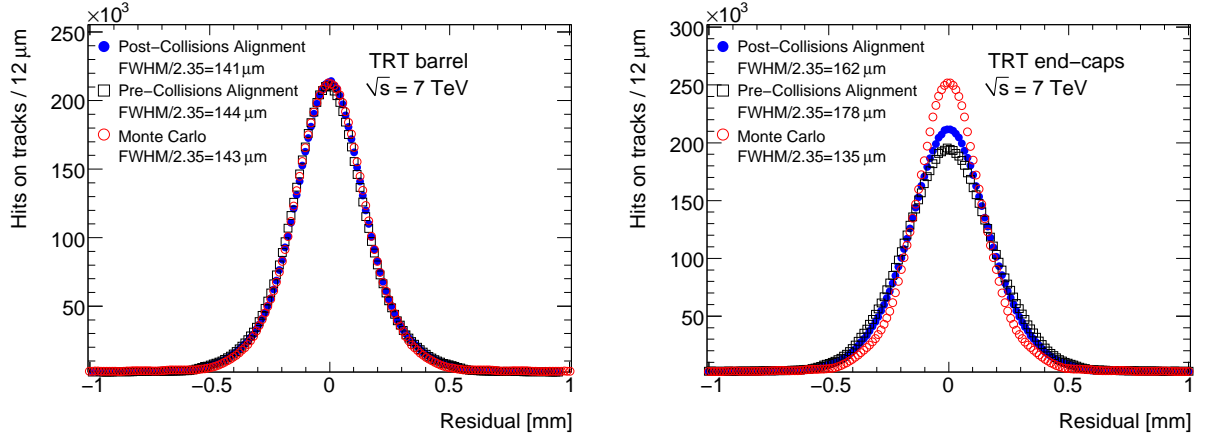 ×10³
250
200
150
100
50
Hits on tracks / 12 μm
Post−Collisions Alignment
FWHM/2.35=141 μm
Pre−Collisions Alignment
FWHM/2.35=144 μm
Monte Carlo
FWHM/2.35=143 μm
TRT barrel
√s = 7 TeV
−1 −0.5 0 0.5 1
Residual [mm]
×10³
300
250
200
150
100
50
Hits on tracks / 12 μm
Post−Collisions Alignment
FWHM/2.35=162 μm
Pre−Collisions Alignment
FWHM/2.35=178 μm
Monte Carlo
FWHM/2.35=135 μm
TRT end−caps
√s = 7 TeV
−1 −0.5 0 0.5 1
Residual [mm]